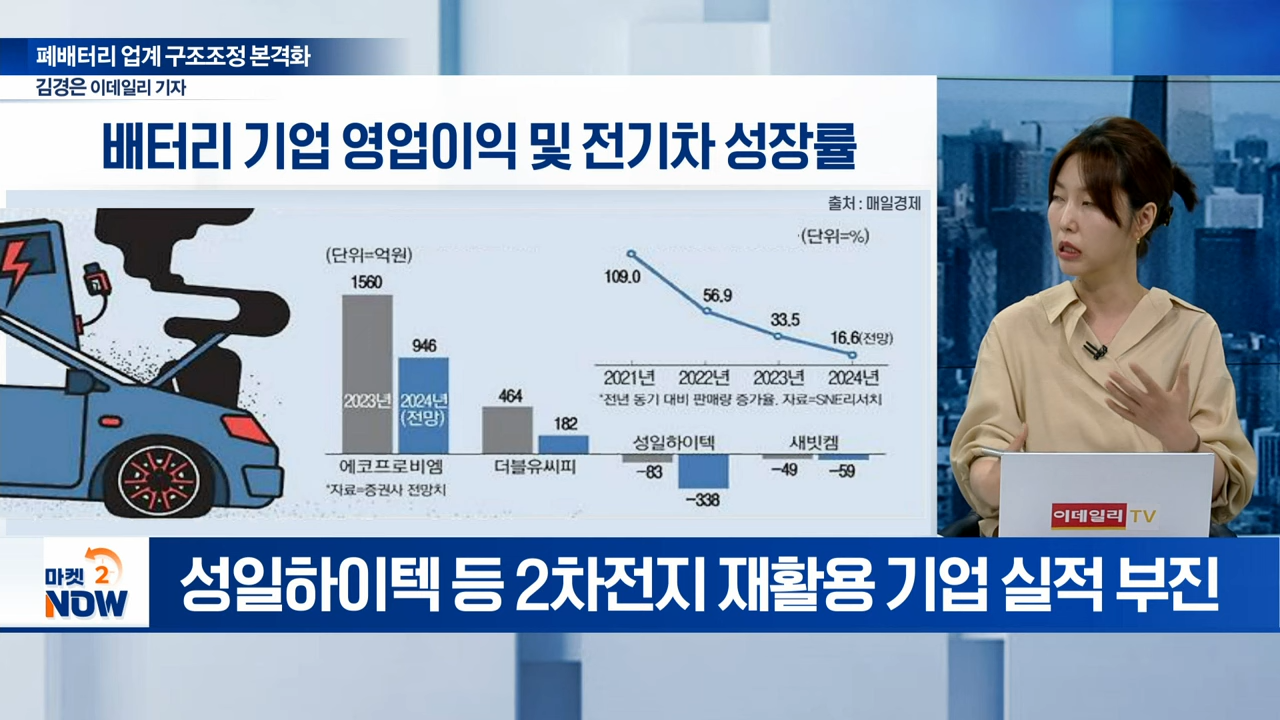 폐배터리 업계 구조조정 본격화
김경은 이데일리 기자
배터리 기업 영업이익 및 전기차 성장률
출처 : 매일경제
(단위=억원)
1560
946
2023년
2024년
(전망)
464
182
에코프로비엠
더블유씨피
*자료=증권사 전망치
성일하이텍
-83
-338
새빗켐
-49
-59
(단위=%)
109.0
56.9
33.5
16.6(전망)
2021년 2022년 2023년 2024년
*전년 동기 대비 판매량 증가율. 자료=SNE리서치
이데일리 TV
마켓 2
NOW
성일하이텍 등 2차전지 재활용 기업 실적 부진